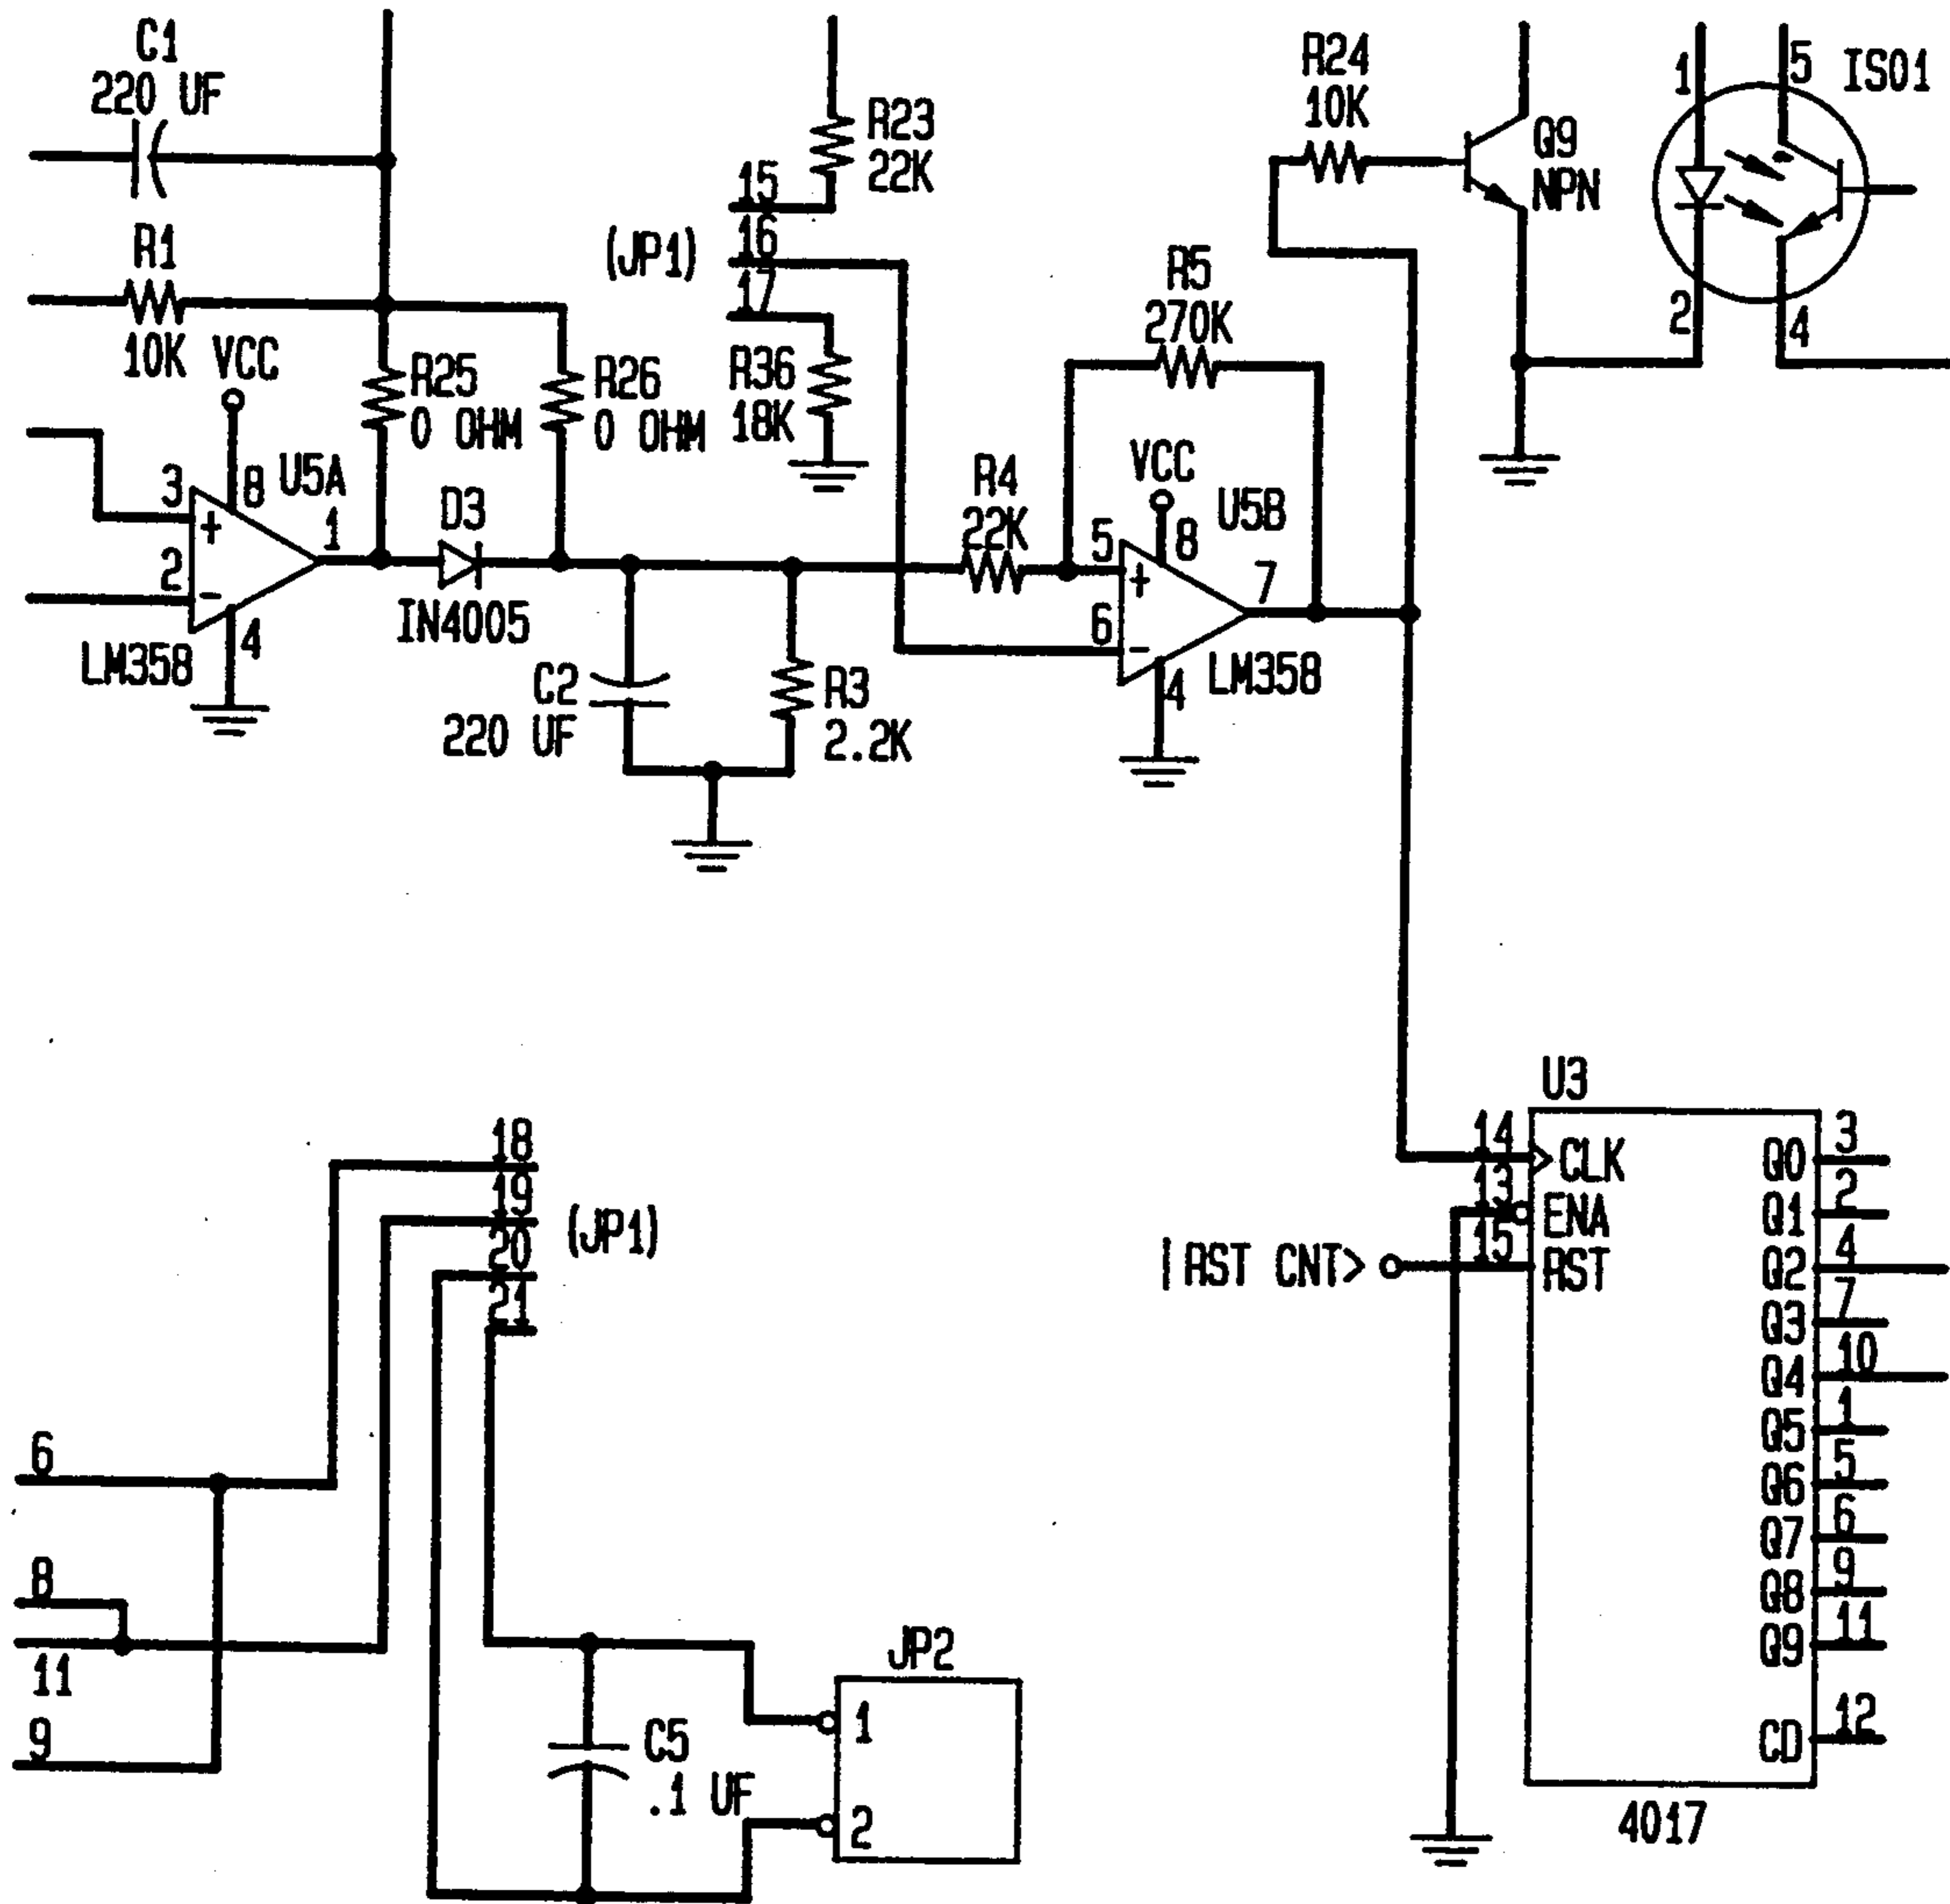 C1
220 UF
R1
10K
VCC
3
2
8
U5A
1
4
LM358
R25
0 OHM
R26
0 OHM
D3
IN4005
C2
220 UF
R3
2.2K
R23
22K
15
16
17
(JP1)
R36
18K
R4
22K
R5
270K
VCC
5
6
8
U5B
7
4
LM358
R24
10K
Q9
NPN
1
5
ISO1
2
4
18
19
20
21
(JP1)
6
8
11
9
C5
.1 UF
JP2
1
2
U3
14
CLK
13
ENA
15
RST
| RST CNT>
Q0
3
Q1
2
Q2
4
Q3
7
Q4
10
Q5
1
Q6
5
Q7
6
Q8
9
Q9
11
CD
12
4017